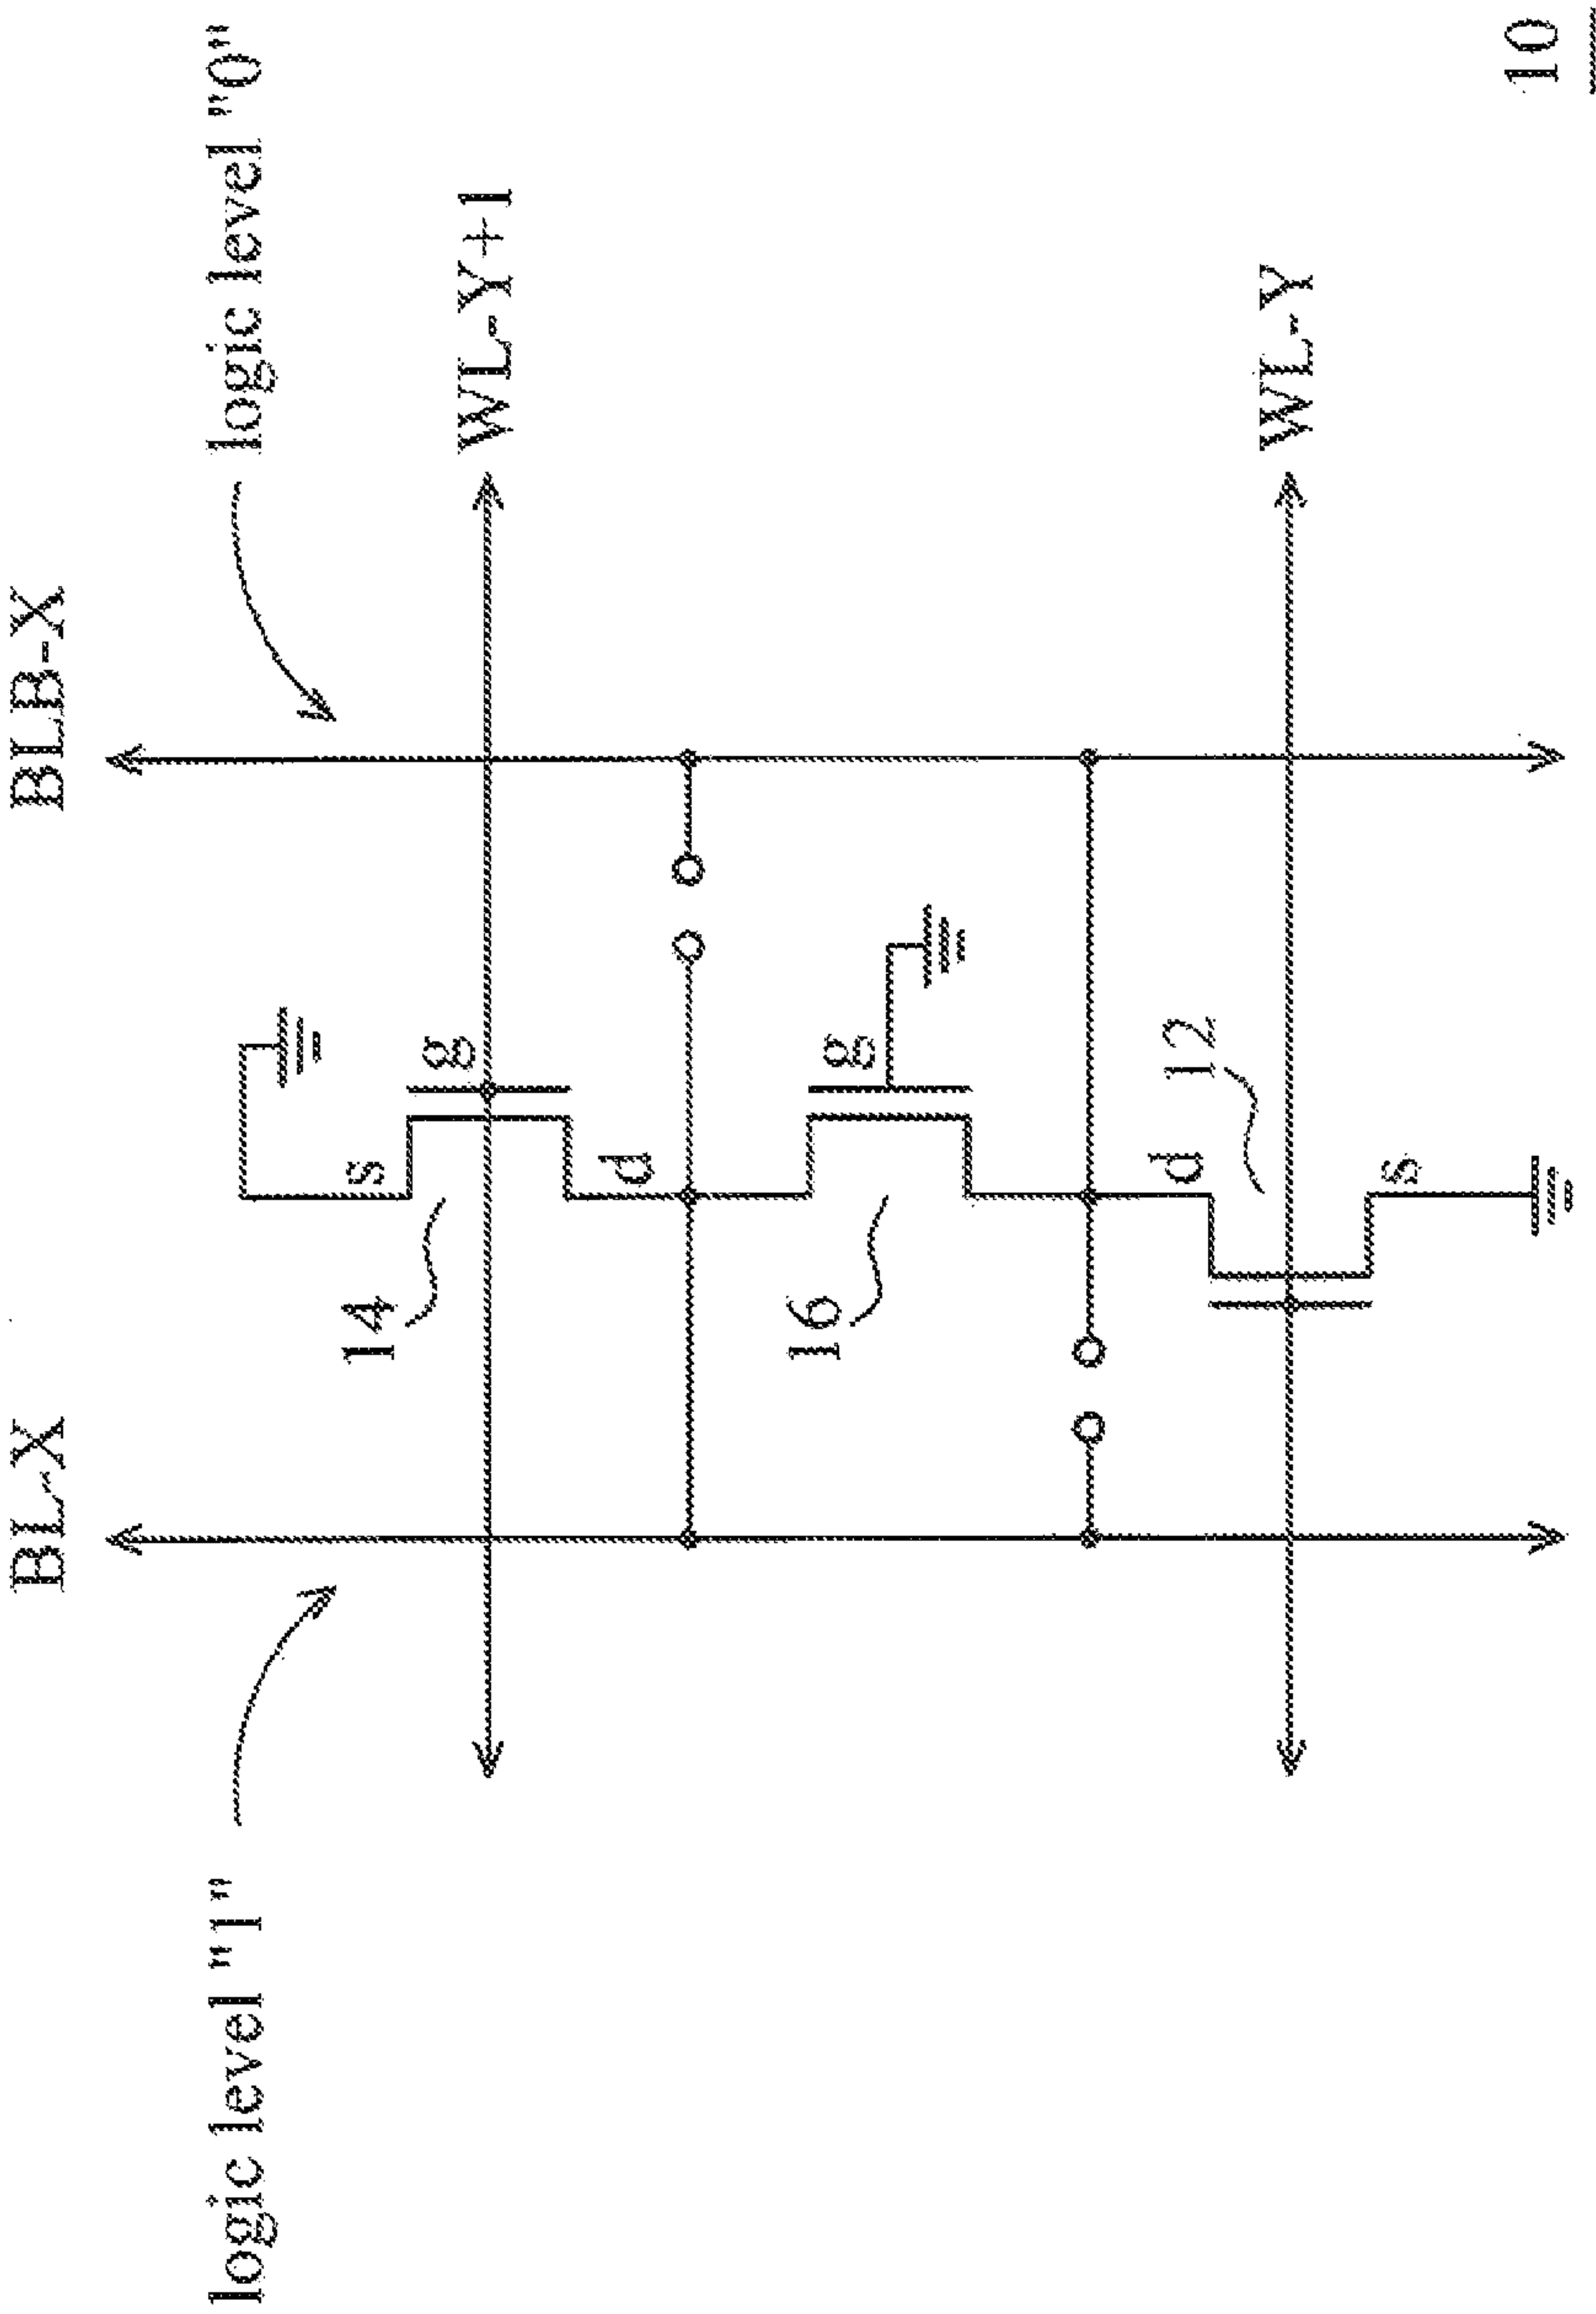 BL-X
BLB-X
logic level "1"
logic level "0"
s
14
g
WL-Y+1
d
16
g
d
12
WL-Y
s
10